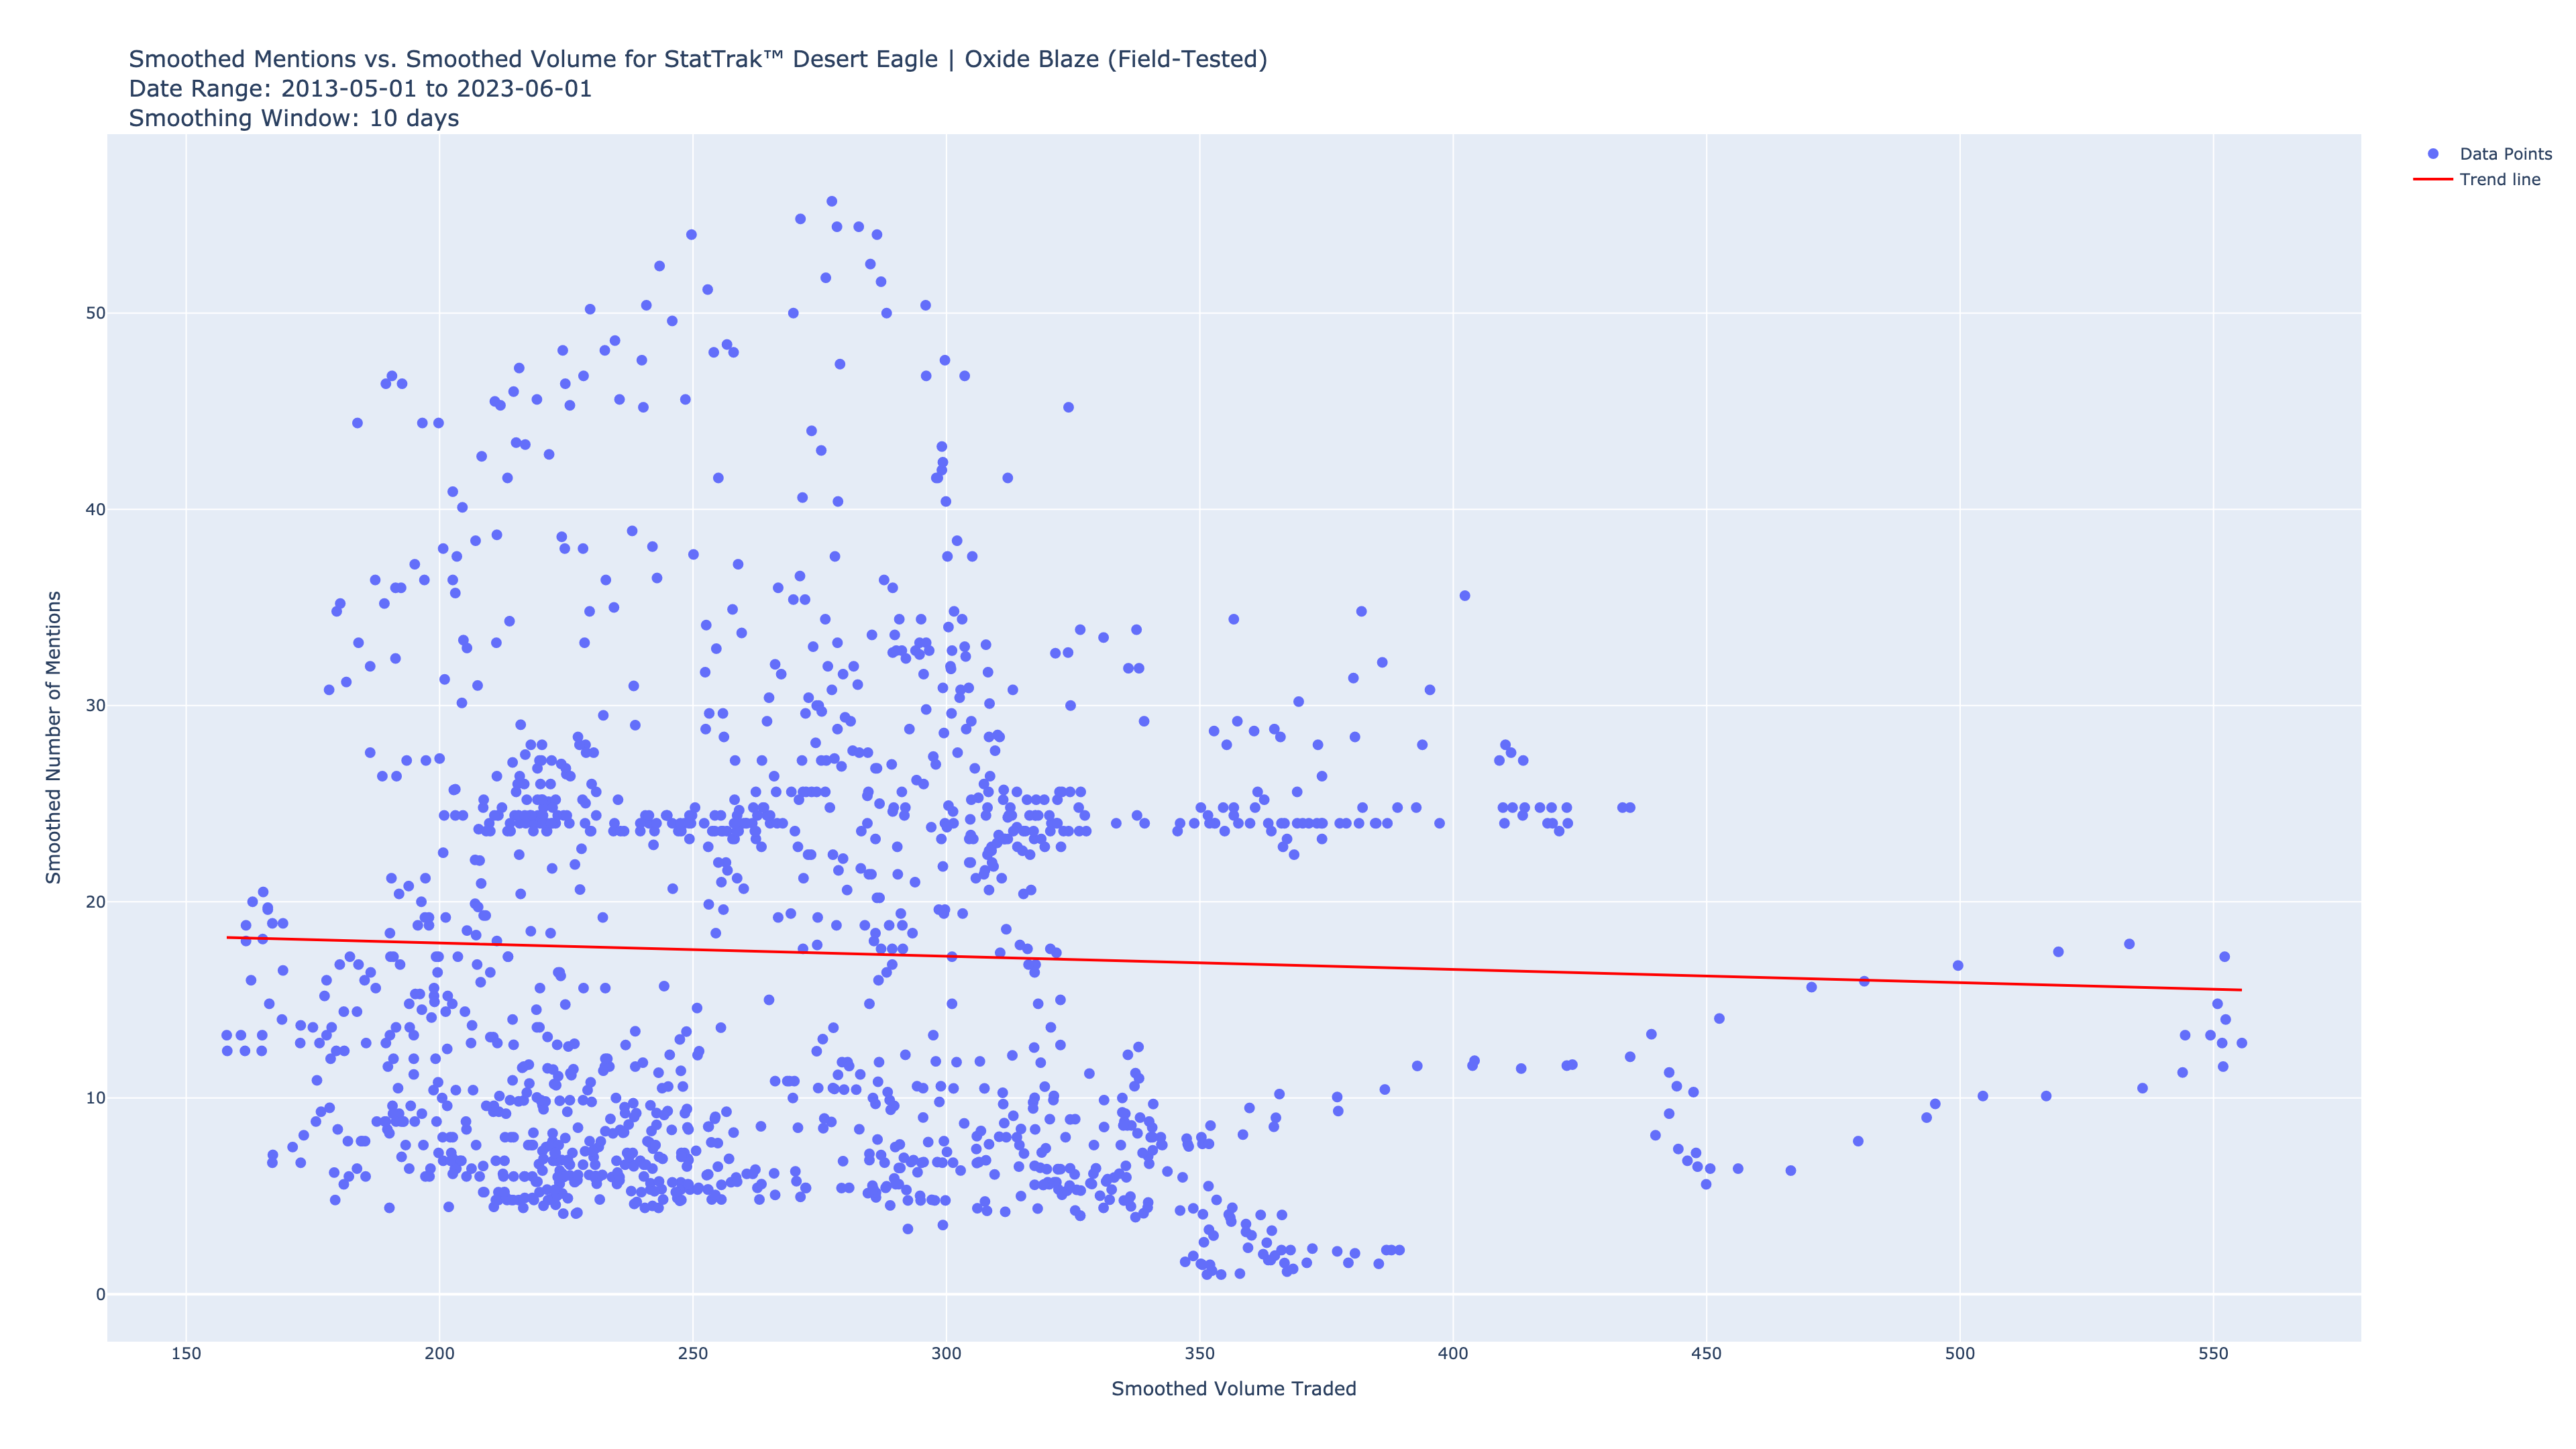 Smoothed Mentions vs. Smoothed Volume for StatTrak™ Desert Eagle | Oxide Blaze (Field-Tested)
Date Range: 2013-05-01 to 2023-06-01
Smoothing Window: 10 days
Data Points
Trend line
Smoothed Number of Mentions
50
40
30
20
10
0
150 200 250 300 350 400 450 500 550
Smoothed Volume Traded